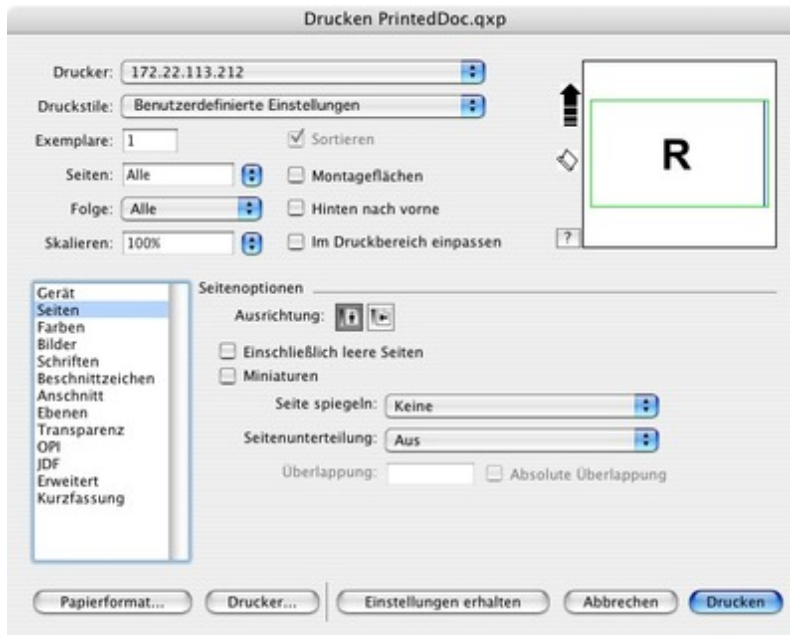 Drucken PrintedDoc.qxp
Drucker: 172.22.113.212
Druckstile: Benutzerdefinierte Einstellungen
Exemplare: 1 Sortieren
Seiten: Alle Montageflächen
Folge: Alle Hinten nach vorne
Skalieren: 100% Im Druckbereich einpassen
R
?
Gerät
Seiten
Farben
Bilder
Schriften
Beschnittzeichen
Anschnitt
Ebenen
Transparenz
OPI
JDF
Erweitert
Kurzfassung
Seitenoptionen
Ausrichtung:
Einschließlich leere Seiten
Miniaturen
Seite spiegeln: Keine
Seitenunterteilung: Aus
Überlappung: Absolute Überlappung
Papierformat... Drucker... Einstellungen erhalten Abbrechen Drucken